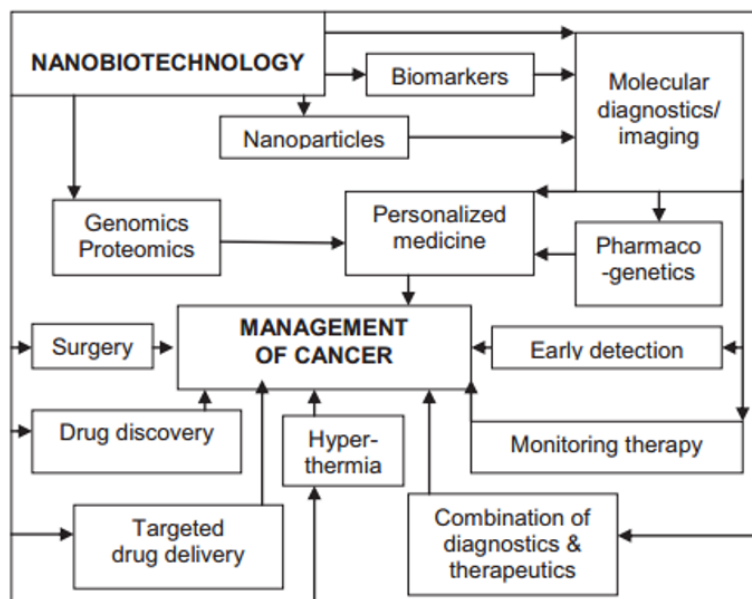 NANOBIOTECHNOLOGY
Biomarkers
Molecular
diagnostics/
imaging
Nanoparticles
Genomics
Proteomics
Personalized
medicine
Pharmaco
-genetics
MANAGEMENT
OF CANCER
Surgery
Early detection
Drug discovery
Hyper-
thermia
Monitoring therapy
Targeted
drug delivery
Combination of
diagnostics &
therapeutics